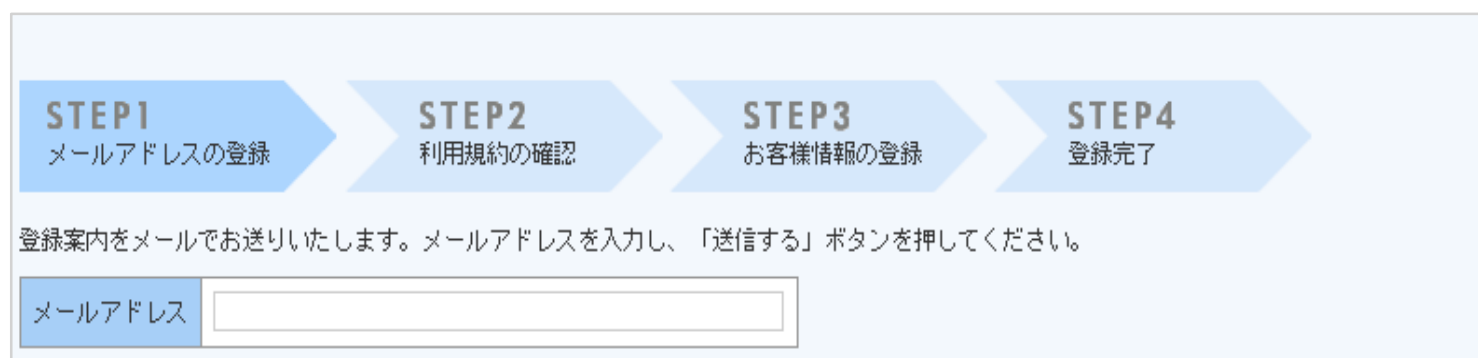 STEP1
メールアドレスの登録
STEP2
利用規約の確認
STEP3
お客様情報の登録
STEP4
登録完了
登録案内をメールでお送りいたします。メールアドレスを入力し、「送信する」ボタンを押してください。
メールアドレス